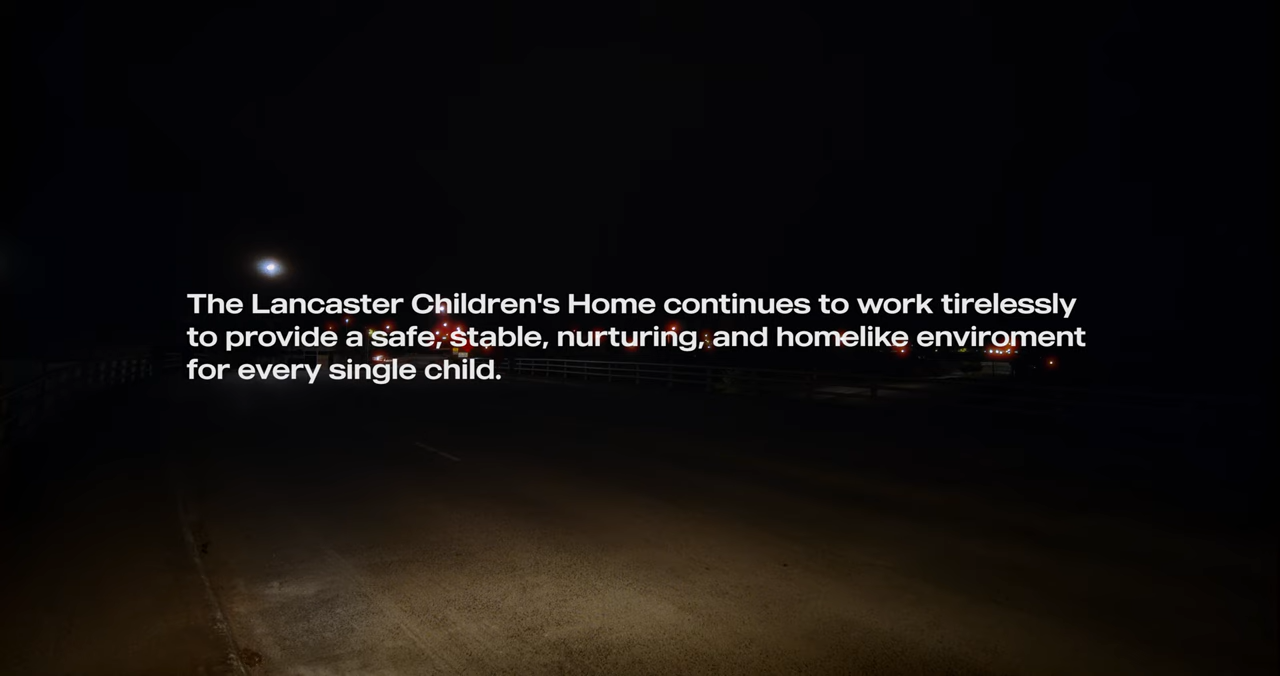 The Lancaster Children's Home continues to work tirelessly
to provide a safe, stable, nurturing, and homelike enviroment
for every single child.